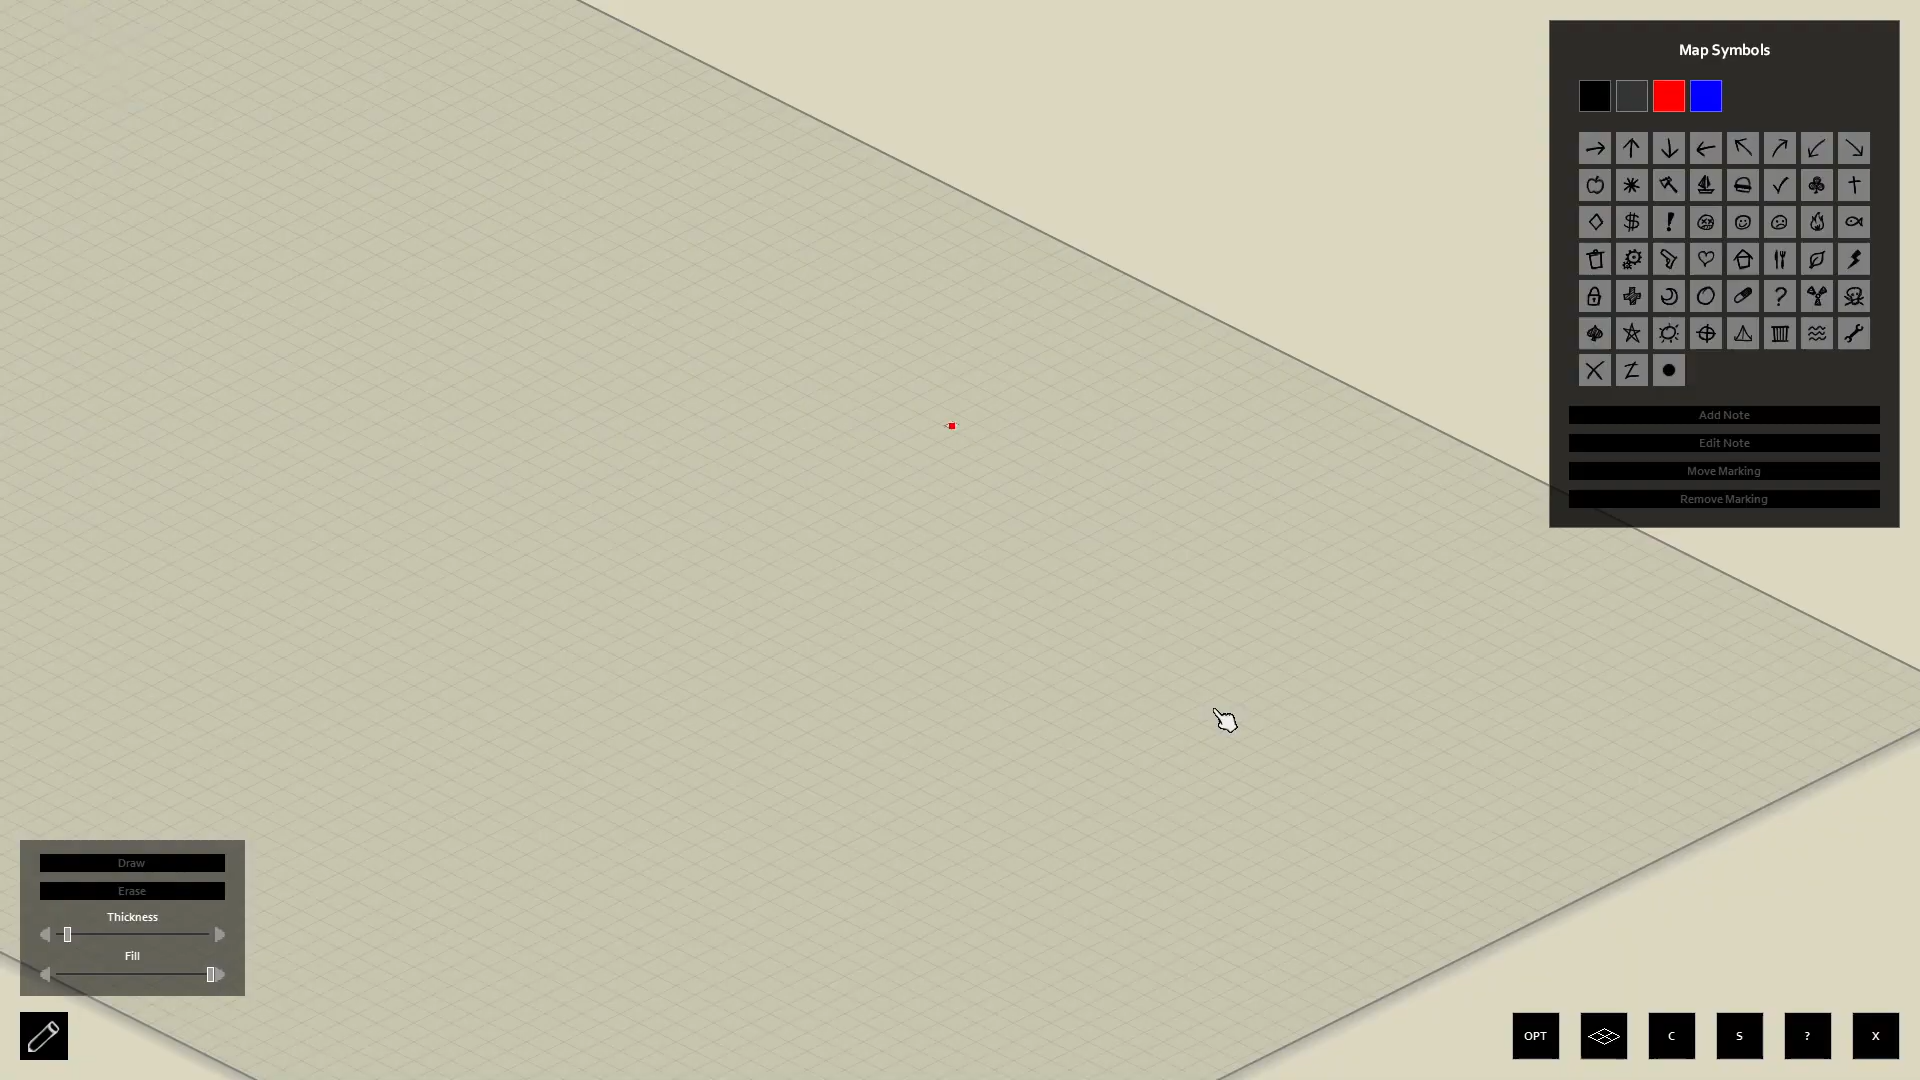 Map Symbols
Add Note
Edit Note
Move Marking
Remove Marking
Draw
Erase
Thickness
Fill
OPT
C
S
?
X